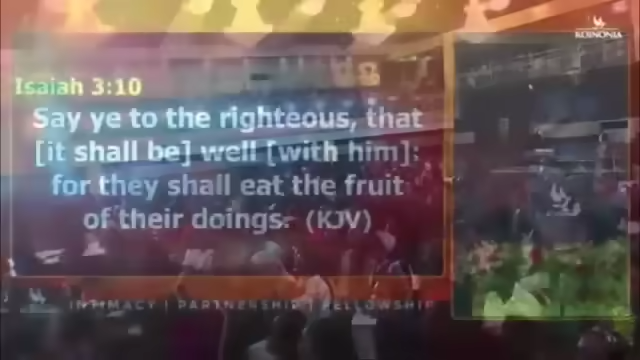 KOINONIA
Isaiah 3:10
Say ye to the righteous, that
[it shall be] well [with him]:
for they shall eat the fruit
of their doings. (KJV)
INTIMACY | PARTNERSHIP | FELLOWSHIP